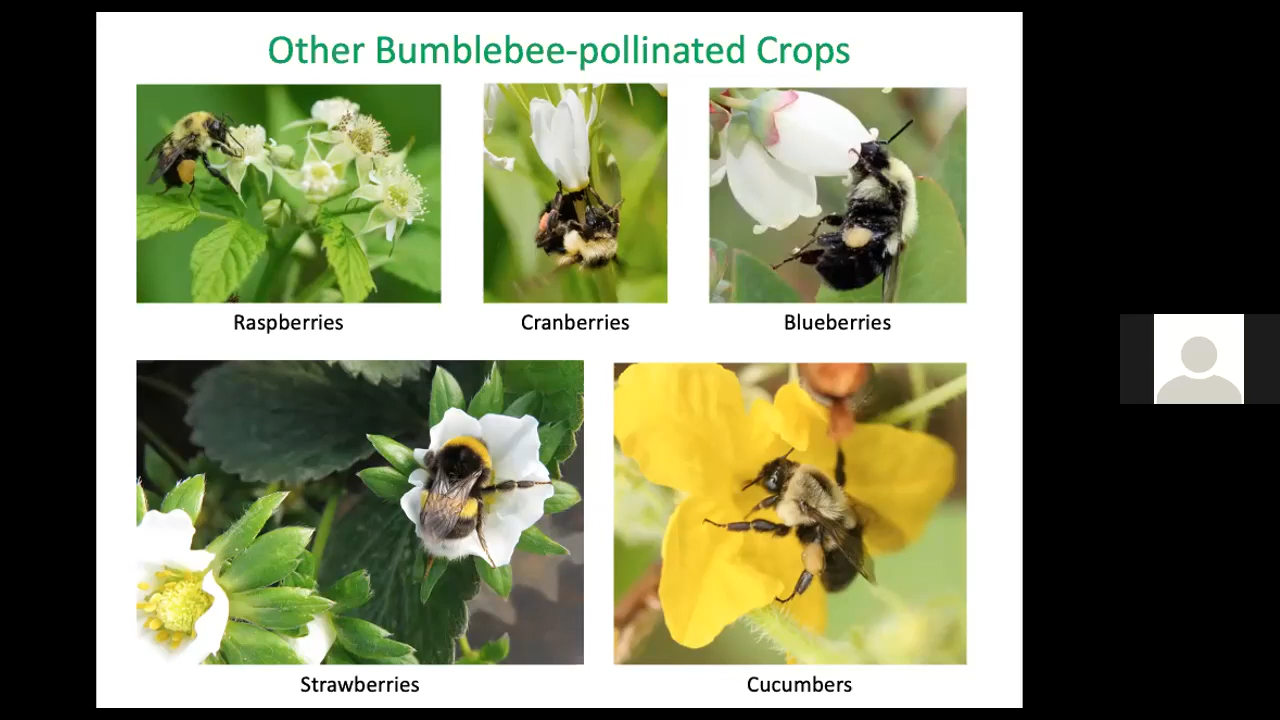 Other Bumblebee-pollinated Crops
Raspberries
Cranberries
Blueberries
Strawberries
Cucumbers